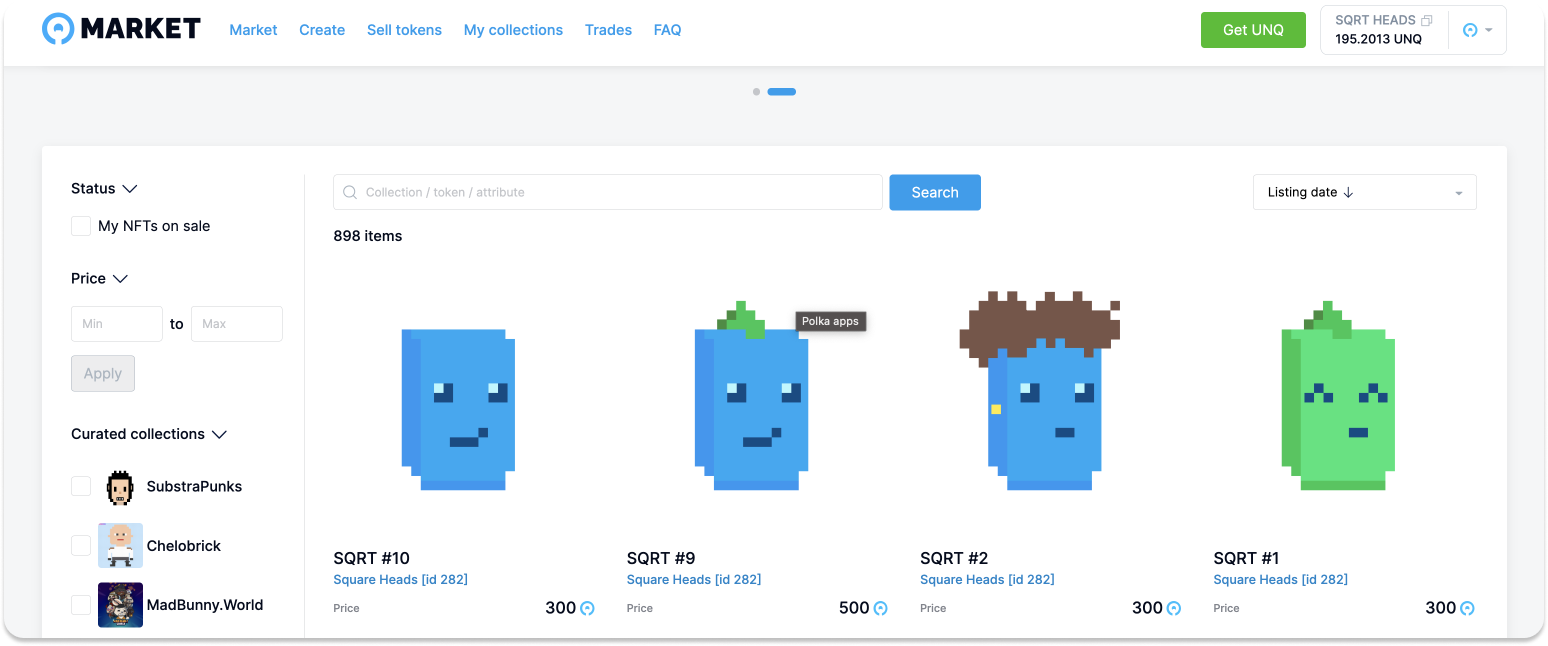 MARKET
Market Create Sell tokens My collections Trades FAQ
Get UNQ
SQRT HEADS
195.2013 UNQ
Status
My NFTs on sale
Price
Min to Max
Apply
Curated collections
SubstraPunks
Chelobrick
MadBunny.World
Collection / token / attribute
Search
Listing date ↓
898 items
Polka apps
SQRT #10
Square Heads [id 282]
Price 300
SQRT #9
Square Heads [id 282]
Price 500
SQRT #2
Square Heads [id 282]
Price 300
SQRT #1
Square Heads [id 282]
Price 300